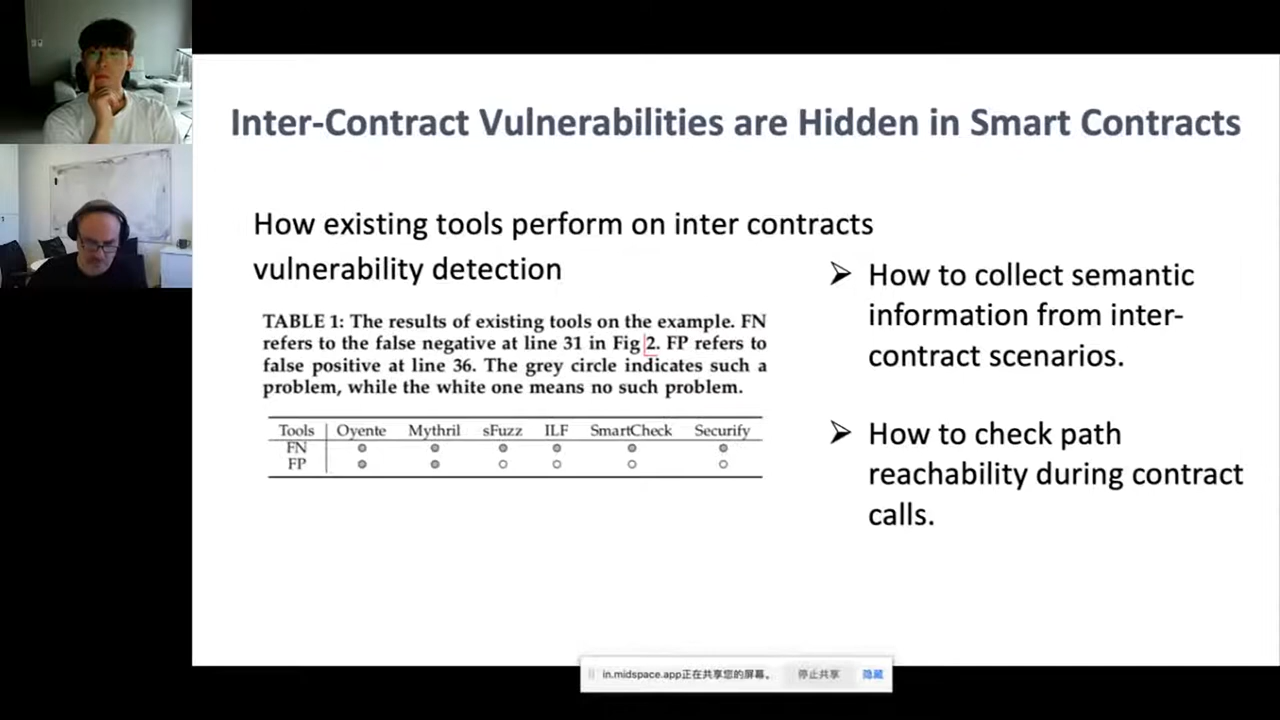 Inter-Contract Vulnerabilities are Hidden in Smart Contracts
How existing tools perform on inter contracts
vulnerability detection
TABLE 1: The results of existing tools on the example. FN
refers to the false negative at line 31 in Fig 2. FP refers to
false positive at line 36. The grey circle indicates such a
problem, while the white one means no such problem.
Tools Oyente Mythril sFuzz ILF SmartCheck Securify
FN
FP
➢ How to collect semantic
information from inter-
contract scenarios.
➢ How to check path
reachability during contract
calls.
in.midspace.app正在共享您的屏幕。 停止共享 隐藏